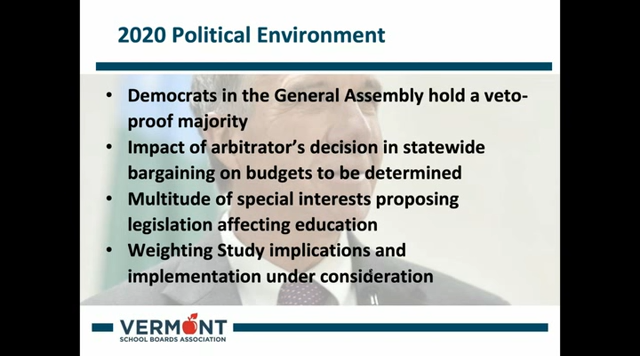 2020 Political Environment
• Democrats in the General Assembly hold a veto-
proof majority
• Impact of arbitrator's decision in statewide
bargaining on budgets to be determined
• Multitude of special interests proposing
legislation affecting education
• Weighting Study implications and
implementation under consideration
VERMONT
SCHOOL BOARDS ASSOCIATION